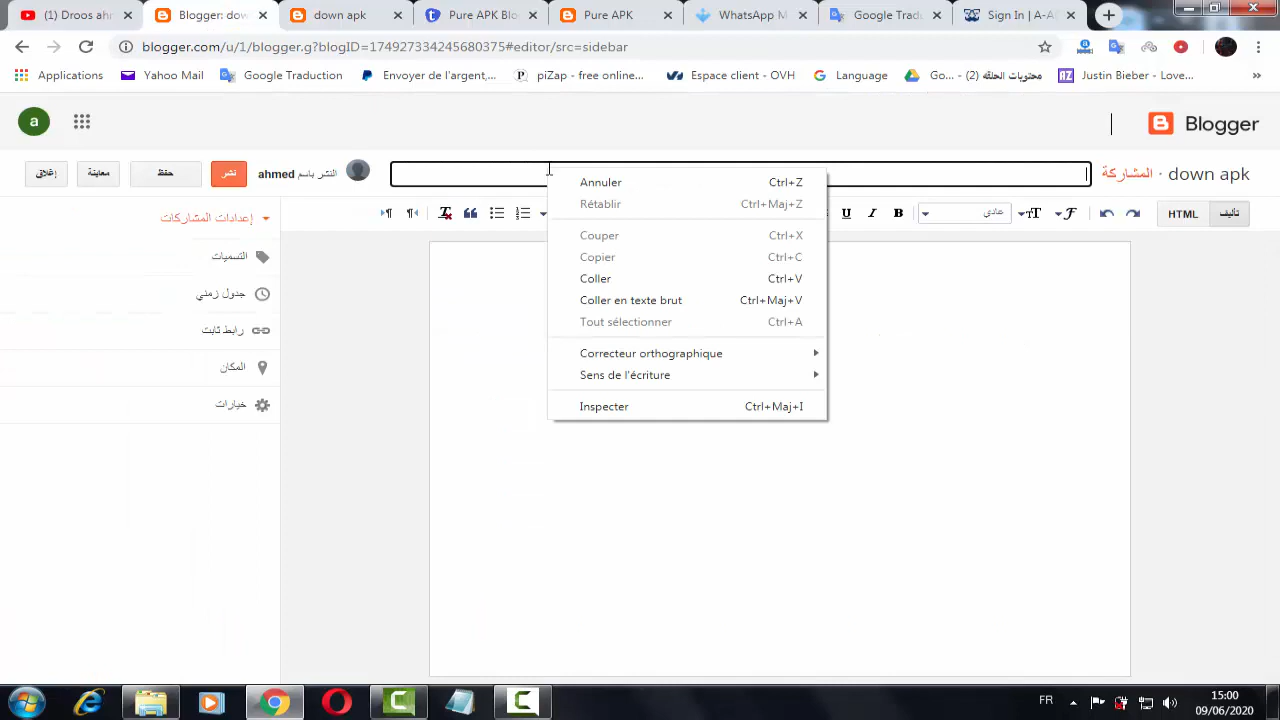 (1) Droos ahm
Blogger: dow
down apk
Pure APK Fr
Pure APK
WhatsApp M
Google Trad
Sign In | A-A
blogger.com/u/1/blogger.g?blogID=174927334245680075#editor/src=sidebar
Applications
Yahoo Mail
Google Traduction
Envoyer de l'argent,...
piZap - free online...
Espace client - OVH
Language
Go... - (2) محتويات الحلقه
Justin Bieber - Love...
»
a
Blogger
إغلاق
معاينة
حفظ
نشر
النشر باسم ahmed
المشاركة · down apk
Annuler Ctrl+Z
Rétablir Ctrl+Maj+Z
Couper Ctrl+X
Copier Ctrl+C
Coller Ctrl+V
Coller en texte brut Ctrl+Maj+V
Tout sélectionner Ctrl+A
Correcteur orthographique
Sens de l'écriture
Inspecter Ctrl+Maj+I
U I B
عادي
HTML
تأليف
إعدادات المشاركات
التسميات
جدول زمني
رابط ثابت
المكان
خيارات
FR
15:00
09/06/2020